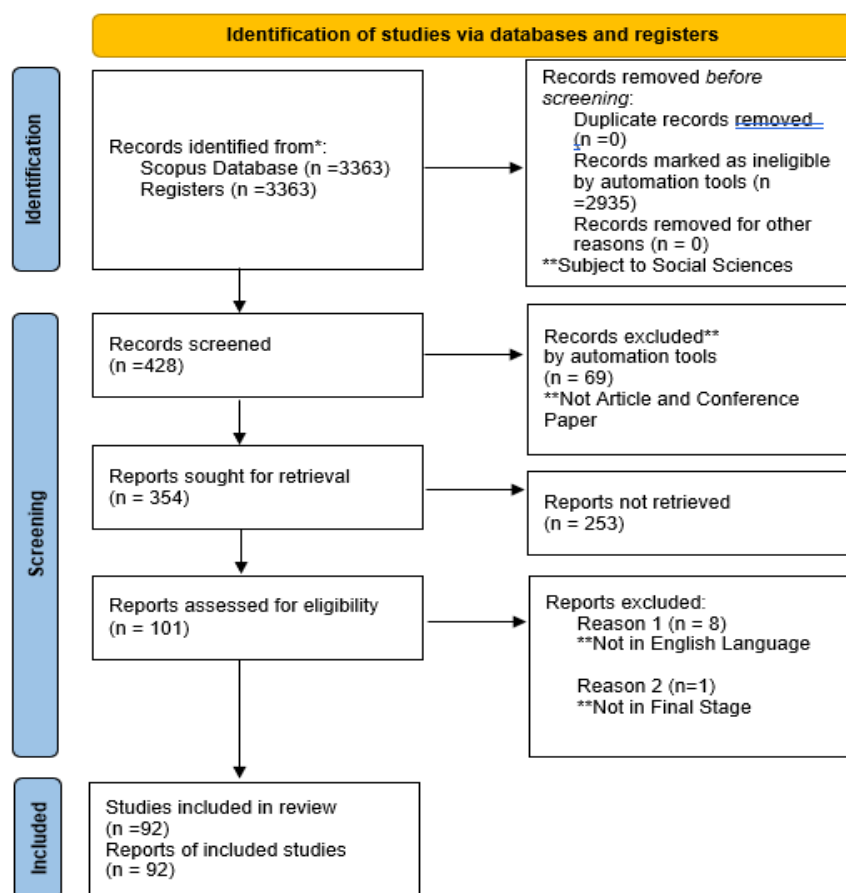 Identification of studies via databases and registers
Identification
Records identified from*:
Scopus Database (n =3363)
Registers (n =3363)
Records removed before
screening:
Duplicate records removed
(n =0)
Records marked as ineligible
by automation tools (n
=2935)
Records removed for other
reasons (n = 0)
**Subject to Social Sciences
Screening
Records screened
(n =428)
Records excluded**
by automation tools
(n = 69)
**Not Article and Conference
Paper
Reports sought for retrieval
(n = 354)
Reports not retrieved
(n = 253)
Reports assessed for eligibility
(n = 101)
Reports excluded:
Reason 1 (n = 8)
**Not in English Language
Reason 2 (n=1)
**Not in Final Stage
Included
Studies included in review
(n =92)
Reports of included studies
(n = 92)